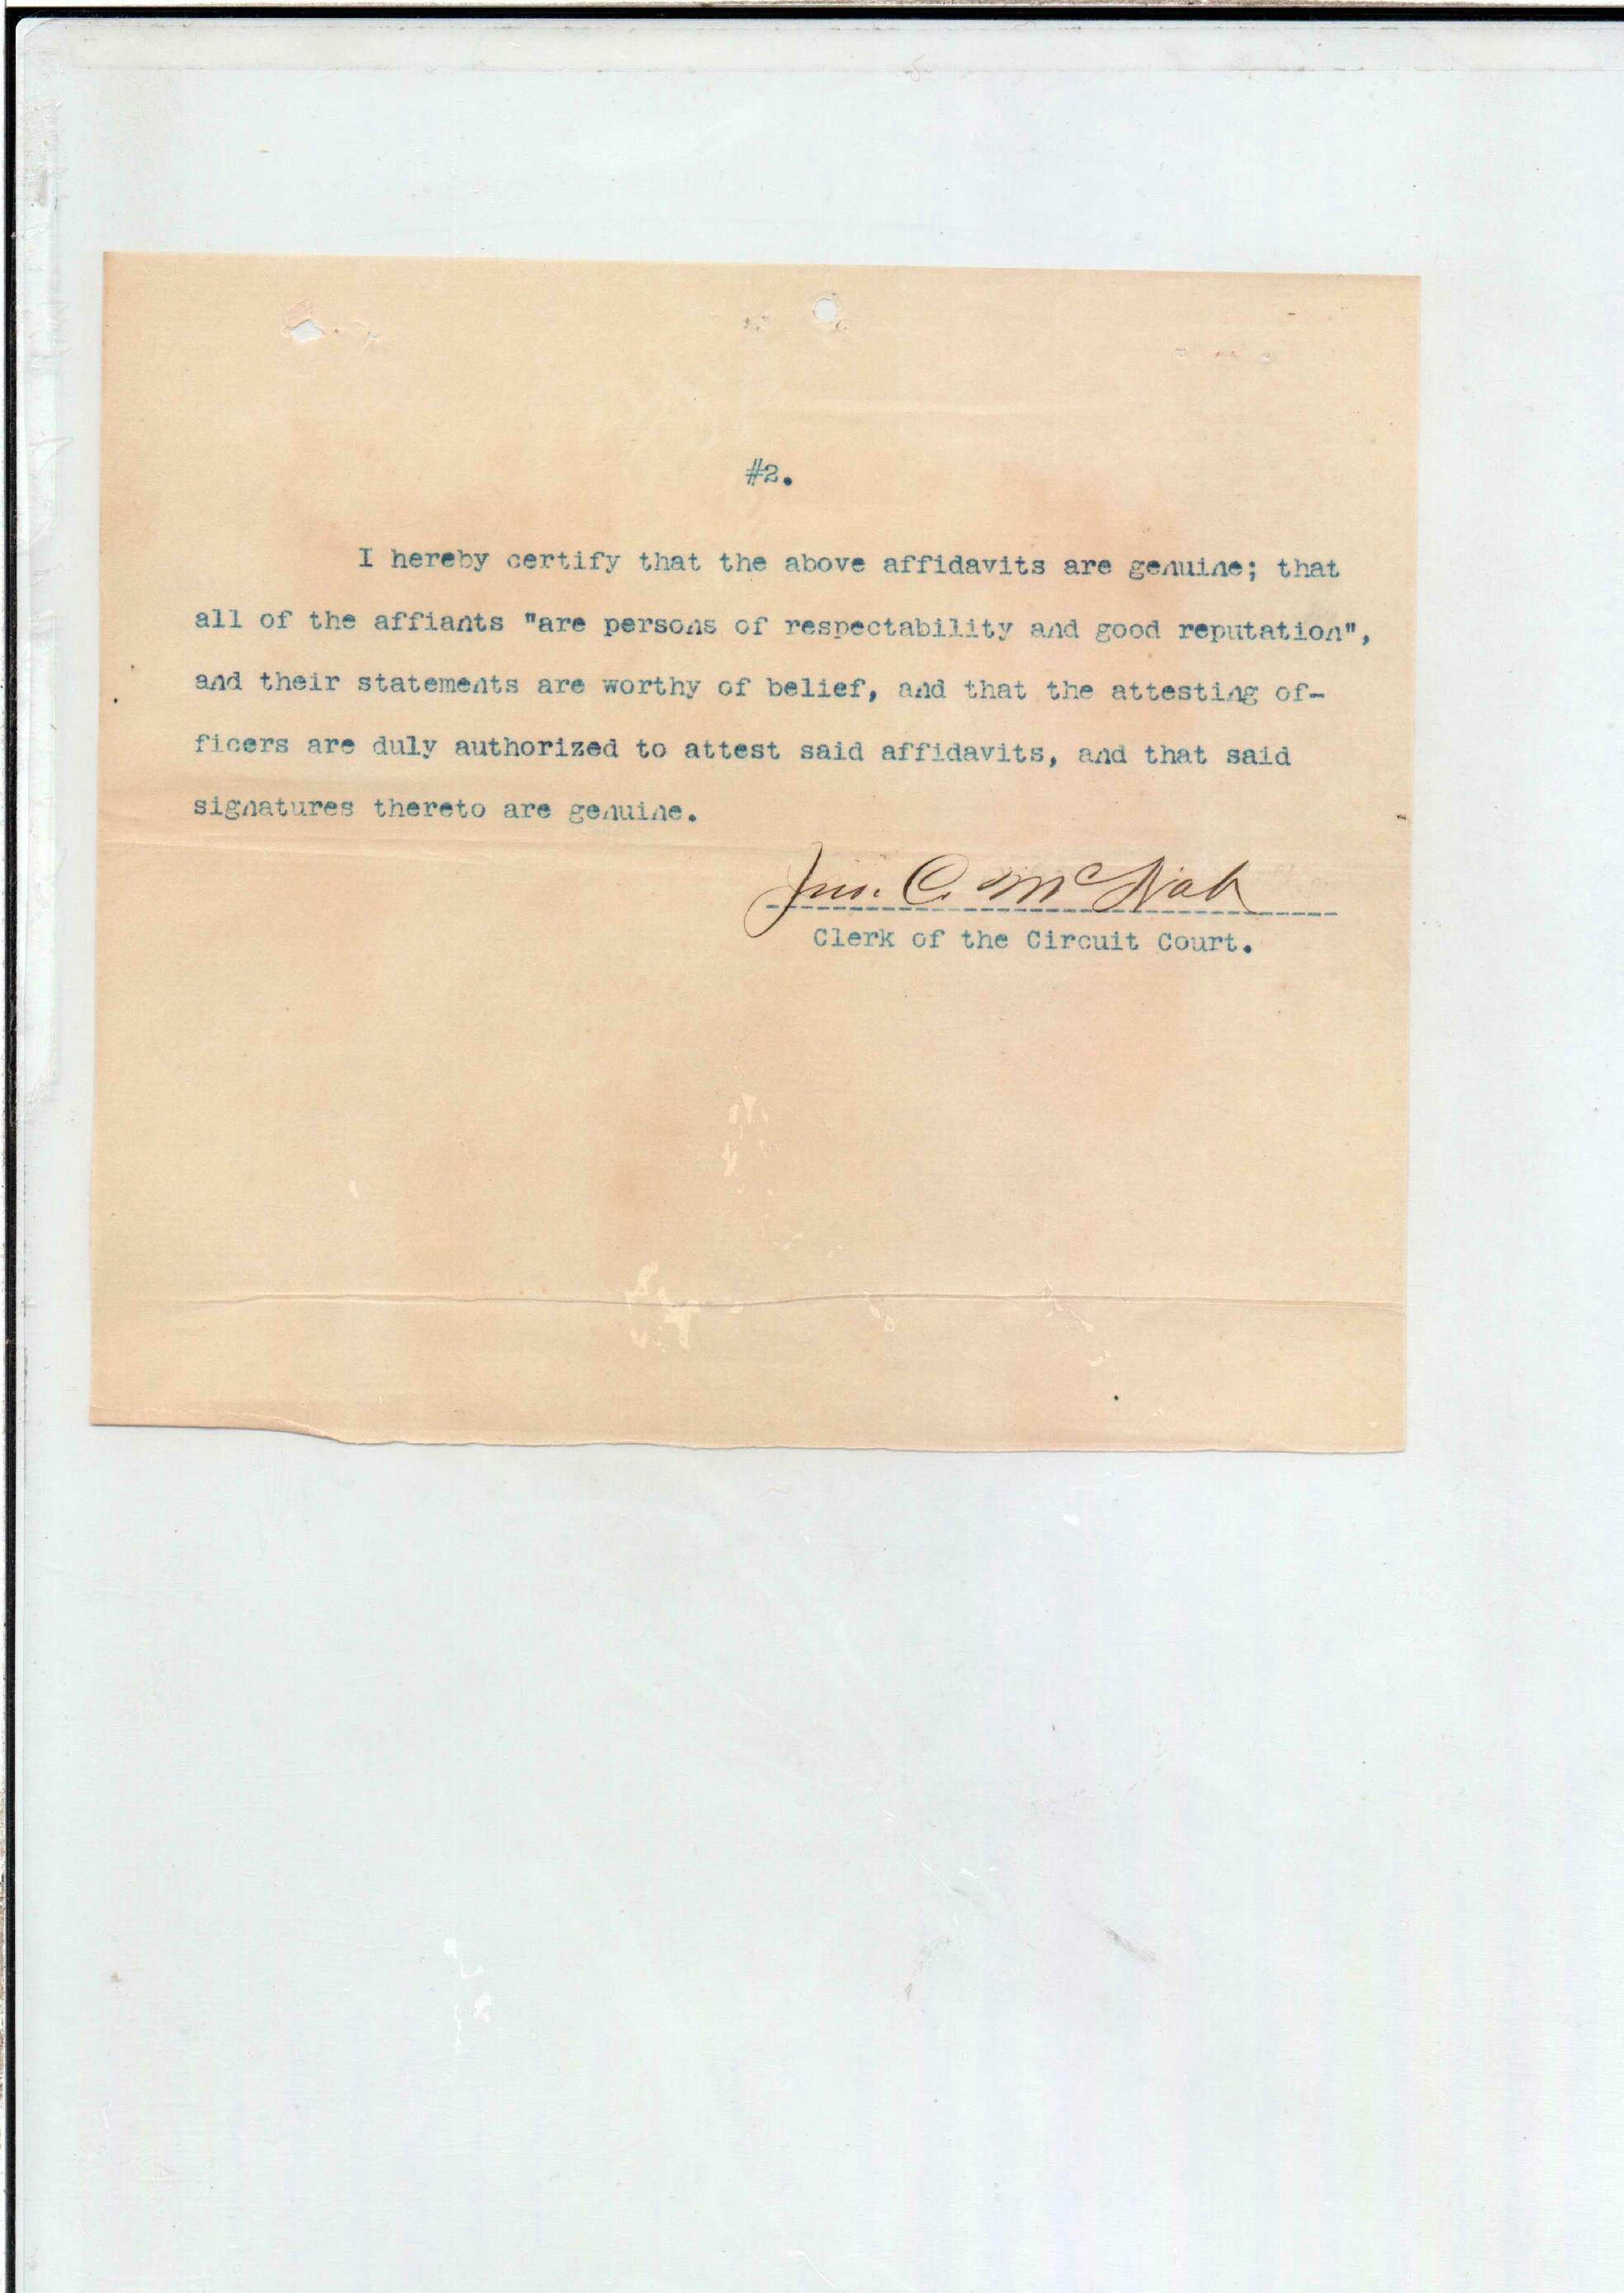 #2.
I hereby certify that the above affidavits are genuine; that
all of the affiants "are persons of respectability and good reputation",
and their statements are worthy of belief, and that the attesting of-
ficers are duly authorized to attest said affidavits, and that said
signatures thereto are genuine.
Jno. C. McNab
Clerk of the Circuit Court.